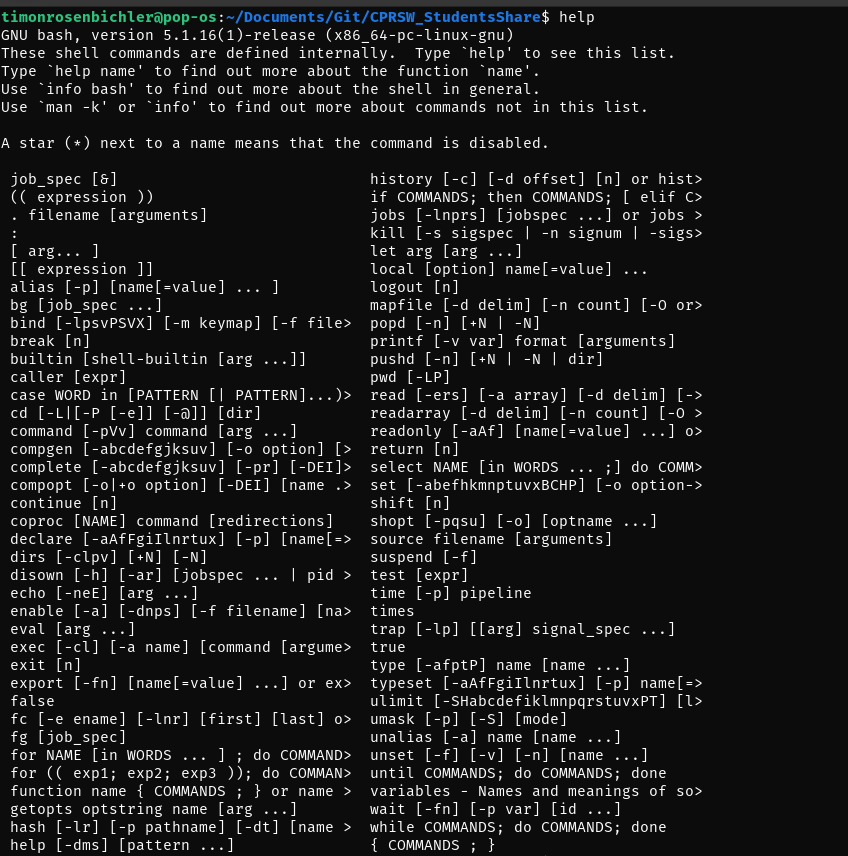 timonrosenbichler@pop-os:~/Documents/Git/CPRSW_StudentsShare$ help
GNU bash, version 5.1.16(1)-release (x86_64-pc-linux-gnu)
These shell commands are defined internally.  Type `help' to see this list.
Type `help name' to find out more about the function `name'.
Use `info bash' to find out more about the shell in general.
Use `man -k' or `info' to find out more about commands not in this list.

A star (*) next to a name means that the command is disabled.

 job_spec [&]                            history [-c] [-d offset] [n] or hist>
 (( expression ))                        if COMMANDS; then COMMANDS; [ elif C>
 . filename [arguments]                  jobs [-lnprs] [jobspec ...] or jobs >
 :                                       kill [-s sigspec | -n signum | -sigs>
 [ arg... ]                              let arg [arg ...]
 [[ expression ]]                        local [option] name[=value] ...
 alias [-p] [name[=value] ... ]          logout [n]
 bg [job_spec ...]                       mapfile [-d delim] [-n count] [-O or>
 bind [-lpsvPSVX] [-m keymap] [-f file>  popd [-n] [+N | -N]
 break [n]                               printf [-v var] format [arguments]
 builtin [shell-builtin [arg ...]]       pushd [-n] [+N | -N | dir]
 caller [expr]                           pwd [-LP]
 case WORD in [PATTERN [| PATTERN]...)>  read [-ers] [-a array] [-d delim] [->
 cd [-L|[-P [-e]] [-@]] [dir]            readarray [-d delim] [-n count] [-O >
 command [-pVv] command [arg ...]        readonly [-aAf] [name[=value] ...] o>
 compgen [-abcdefgjksuv] [-o option] [>  return [n]
 complete [-abcdefgjksuv] [-pr] [-DEI]>  select NAME [in WORDS ... ;] do COMM>
 compopt [-o|+o option] [-DEI] [name .>  set [-abefhkmnptuvxBCHP] [-o option->
 continue [n]                            shift [n]
 coproc [NAME] command [redirections]    shopt [-pqsu] [-o] [optname ...]
 declare [-aAfFgiIlnrtux] [-p] [name[=>  source filename [arguments]
 dirs [-clpv] [+N] [-N]                  suspend [-f]
 disown [-h] [-ar] [jobspec ... | pid >  test [expr]
 echo [-neE] [arg ...]                   time [-p] pipeline
 enable [-a] [-dnps] [-f filename] [na>  times
 eval [arg ...]                          trap [-lp] [[arg] signal_spec ...]
 exec [-cl] [-a name] [command [argume>  true
 exit [n]                                type [-afptP] name [name ...]
 export [-fn] [name[=value] ...] or ex>  typeset [-aAfFgiIlnrtux] [-p] name[=>
 false                                   ulimit [-SHabcdefiklmnpqrstuvxPT] [l>
 fc [-e ename] [-lnr] [first] [last] o>  umask [-p] [-S] [mode]
 fg [job_spec]                           unalias [-a] name [name ...]
 for NAME [in WORDS ... ] ; do COMMAND>  unset [-f] [-v] [-n] [name ...]
 for (( exp1; exp2; exp3 )); do COMMAN>  until COMMANDS; do COMMANDS; done
 function name { COMMANDS ; } or name >  variables - Names and meanings of so>
 getopts optstring name [arg ...]        wait [-fn] [-p var] [id ...]
 hash [-lr] [-p pathname] [-dt] [name >  while COMMANDS; do COMMANDS; done
 help [-dms] [pattern ...]               { COMMANDS ; }